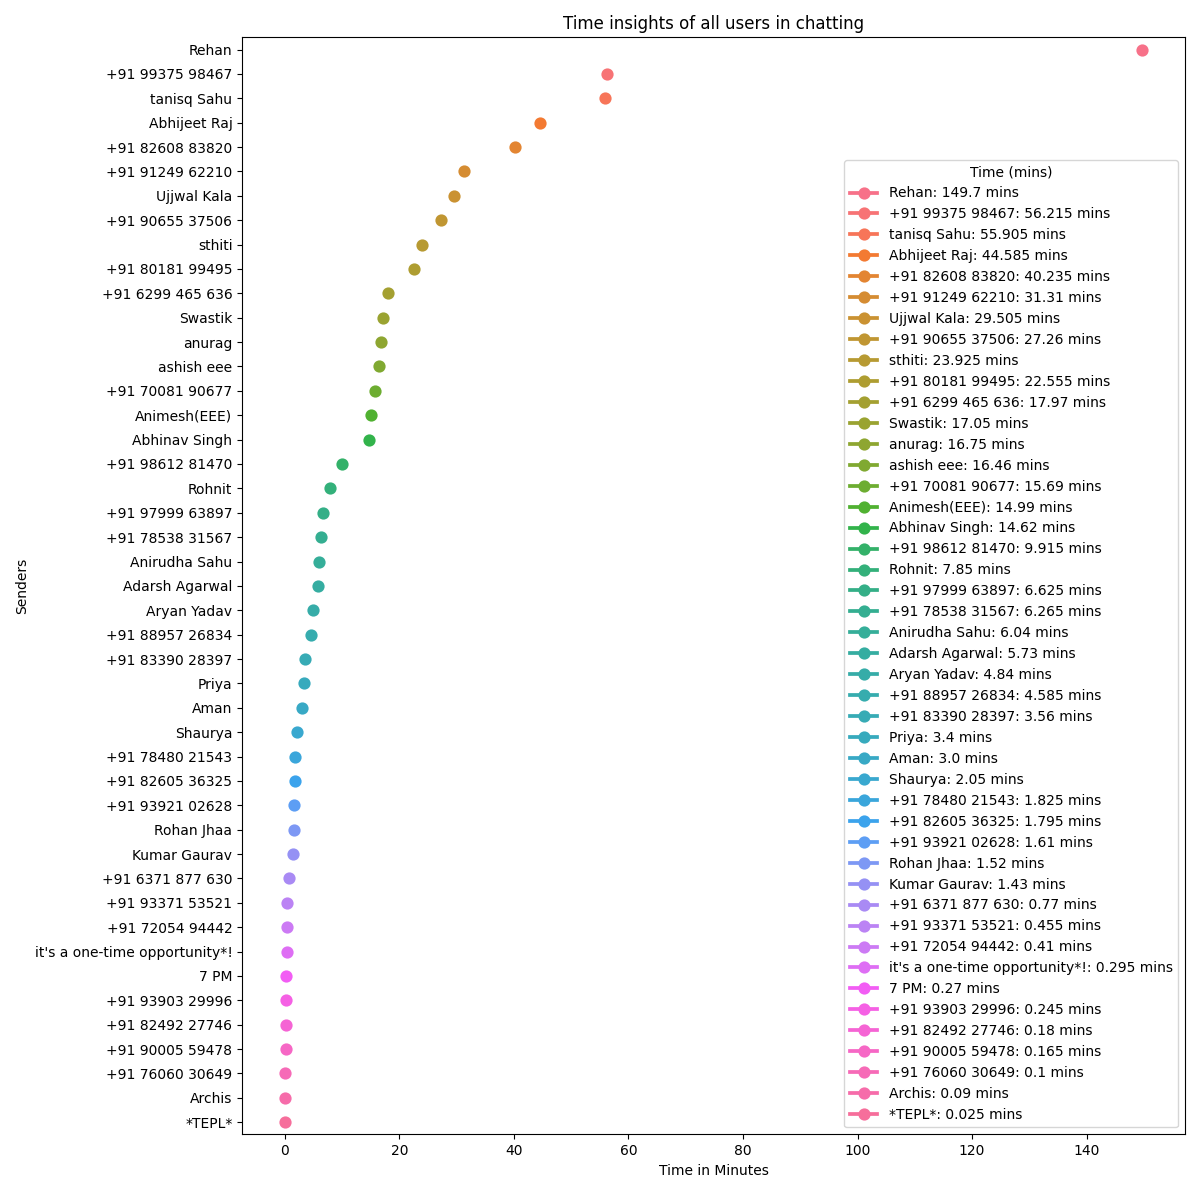 Time insights of all users in chatting
Senders
Rehan
+91 99375 98467
tanisq Sahu
Abhijeet Raj
+91 82608 83820
+91 91249 62210
Ujjwal Kala
+91 90655 37506
sthiti
+91 80181 99495
+91 6299 465 636
Swastik
anurag
ashish eee
+91 70081 90677
Animesh(EEE)
Abhinav Singh
+91 98612 81470
Rohnit
+91 97999 63897
+91 78538 31567
Anirudha Sahu
Adarsh Agarwal
Aryan Yadav
+91 88957 26834
+91 83390 28397
Priya
Aman
Shaurya
+91 78480 21543
+91 82605 36325
+91 93921 02628
Rohan Jhaa
Kumar Gaurav
+91 6371 877 630
+91 93371 53521
+91 72054 94442
it's a one-time opportunity*!
7 PM
+91 93903 29996
+91 82492 27746
+91 90005 59478
+91 76060 30649
Archis
*TEPL*
Time (mins)
Rehan: 149.7 mins
+91 99375 98467: 56.215 mins
tanisq Sahu: 55.905 mins
Abhijeet Raj: 44.585 mins
+91 82608 83820: 40.235 mins
+91 91249 62210: 31.31 mins
Ujjwal Kala: 29.505 mins
+91 90655 37506: 27.26 mins
sthiti: 23.925 mins
+91 80181 99495: 22.555 mins
+91 6299 465 636: 17.97 mins
Swastik: 17.05 mins
anurag: 16.75 mins
ashish eee: 16.46 mins
+91 70081 90677: 15.69 mins
Animesh(EEE): 14.99 mins
Abhinav Singh: 14.62 mins
+91 98612 81470: 9.915 mins
Rohnit: 7.85 mins
+91 97999 63897: 6.625 mins
+91 78538 31567: 6.265 mins
Anirudha Sahu: 6.04 mins
Adarsh Agarwal: 5.73 mins
Aryan Yadav: 4.84 mins
+91 88957 26834: 4.585 mins
+91 83390 28397: 3.56 mins
Priya: 3.4 mins
Aman: 3.0 mins
Shaurya: 2.05 mins
+91 78480 21543: 1.825 mins
+91 82605 36325: 1.795 mins
+91 93921 02628: 1.61 mins
Rohan Jhaa: 1.52 mins
Kumar Gaurav: 1.43 mins
+91 6371 877 630: 0.77 mins
+91 93371 53521: 0.455 mins
+91 72054 94442: 0.41 mins
it's a one-time opportunity*!: 0.295 mins
7 PM: 0.27 mins
+91 93903 29996: 0.245 mins
+91 82492 27746: 0.18 mins
+91 90005 59478: 0.165 mins
+91 76060 30649: 0.1 mins
Archis: 0.09 mins
*TEPL*: 0.025 mins
0 20 40 60 80 100 120 140
Time in Minutes